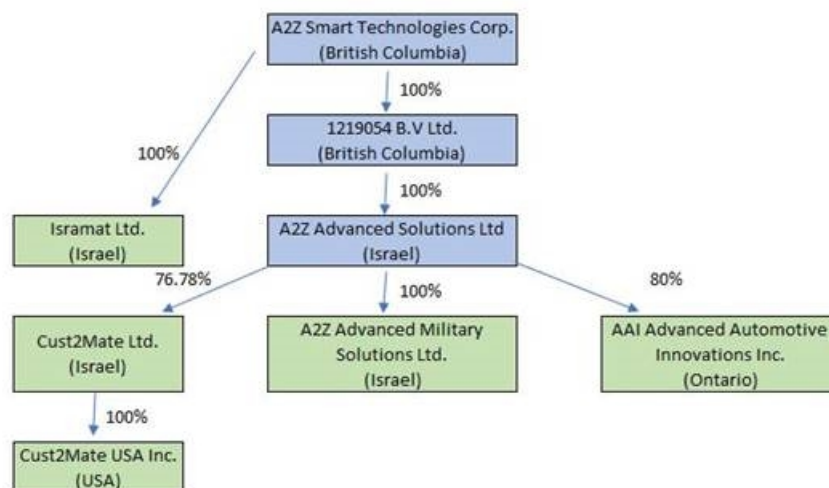 A2Z Smart Technologies Corp.
(British Columbia)
100%
1219054 B.V Ltd.
(British Columbia)
100%
100%
Isramat Ltd.
(Israel)
A2Z Advanced Solutions Ltd
(Israel)
76.78%
100%
80%
Cust2Mate Ltd.
(Israel)
A2Z Advanced Military
Solutions Ltd.
(Israel)
AAI Advanced Automotive
Innovations Inc.
(Ontario)
100%
Cust2Mate USA Inc.
(USA)